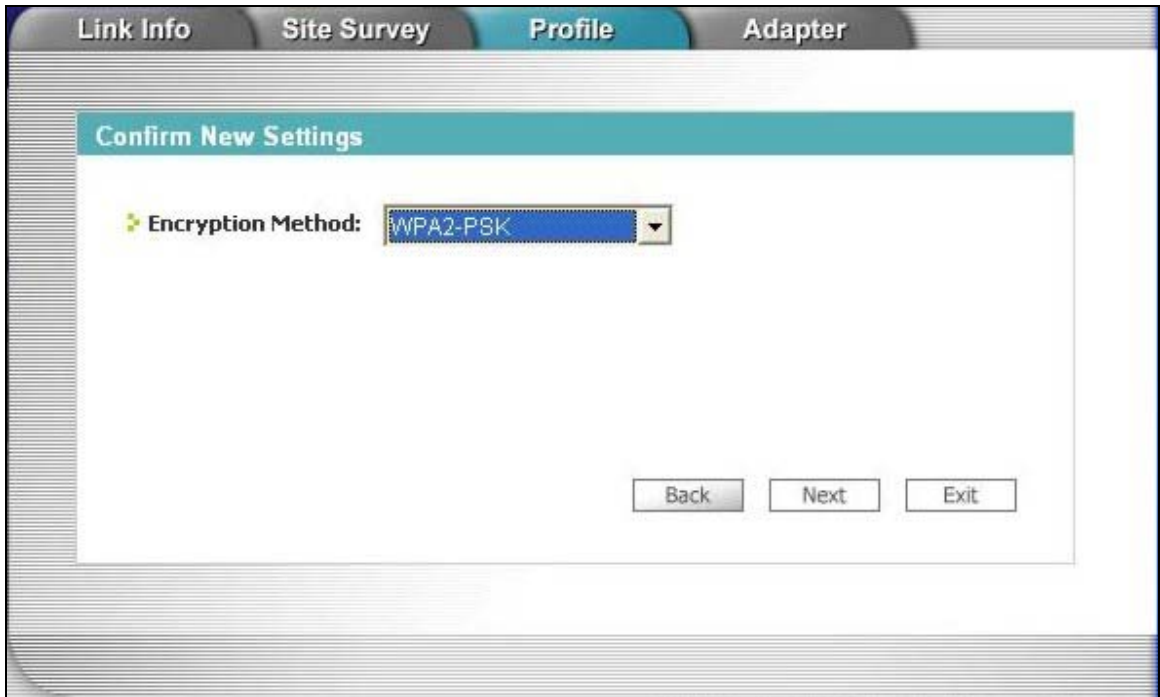 Link Info Site Survey Profile Adapter
Confirm New Settings
Encryption Method: WPA2-PSK
Back Next Exit